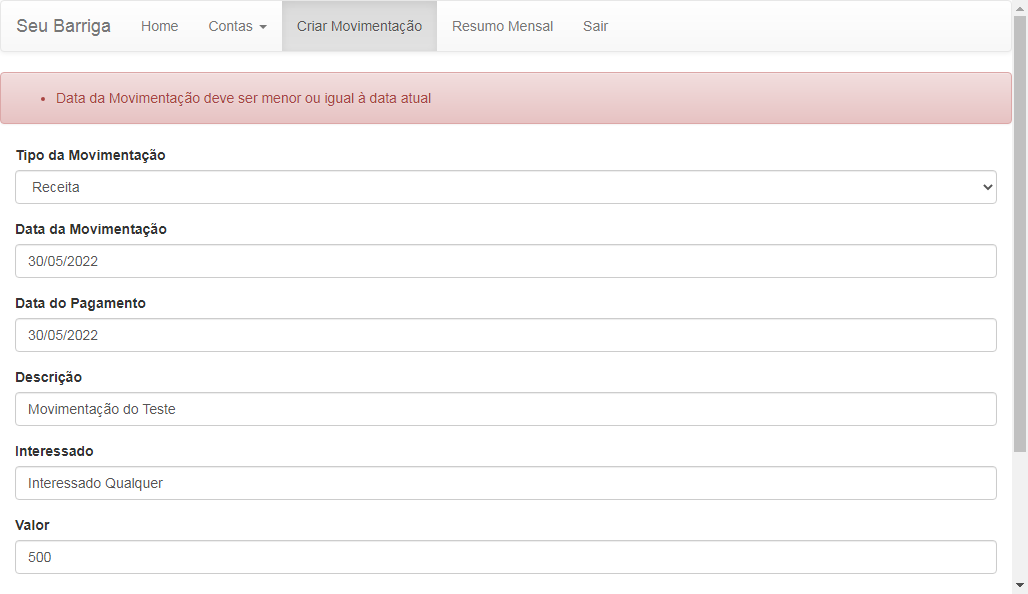 Seu Barriga Home Contas Criar Movimentação Resumo Mensal Sair
Data da Movimentação deve ser menor ou igual à data atual
Tipo da Movimentação
Receita
Data da Movimentação
30/05/2022
Data do Pagamento
30/05/2022
Descrição
Movimentação do Teste
Interessado
Interessado Qualquer
Valor
500